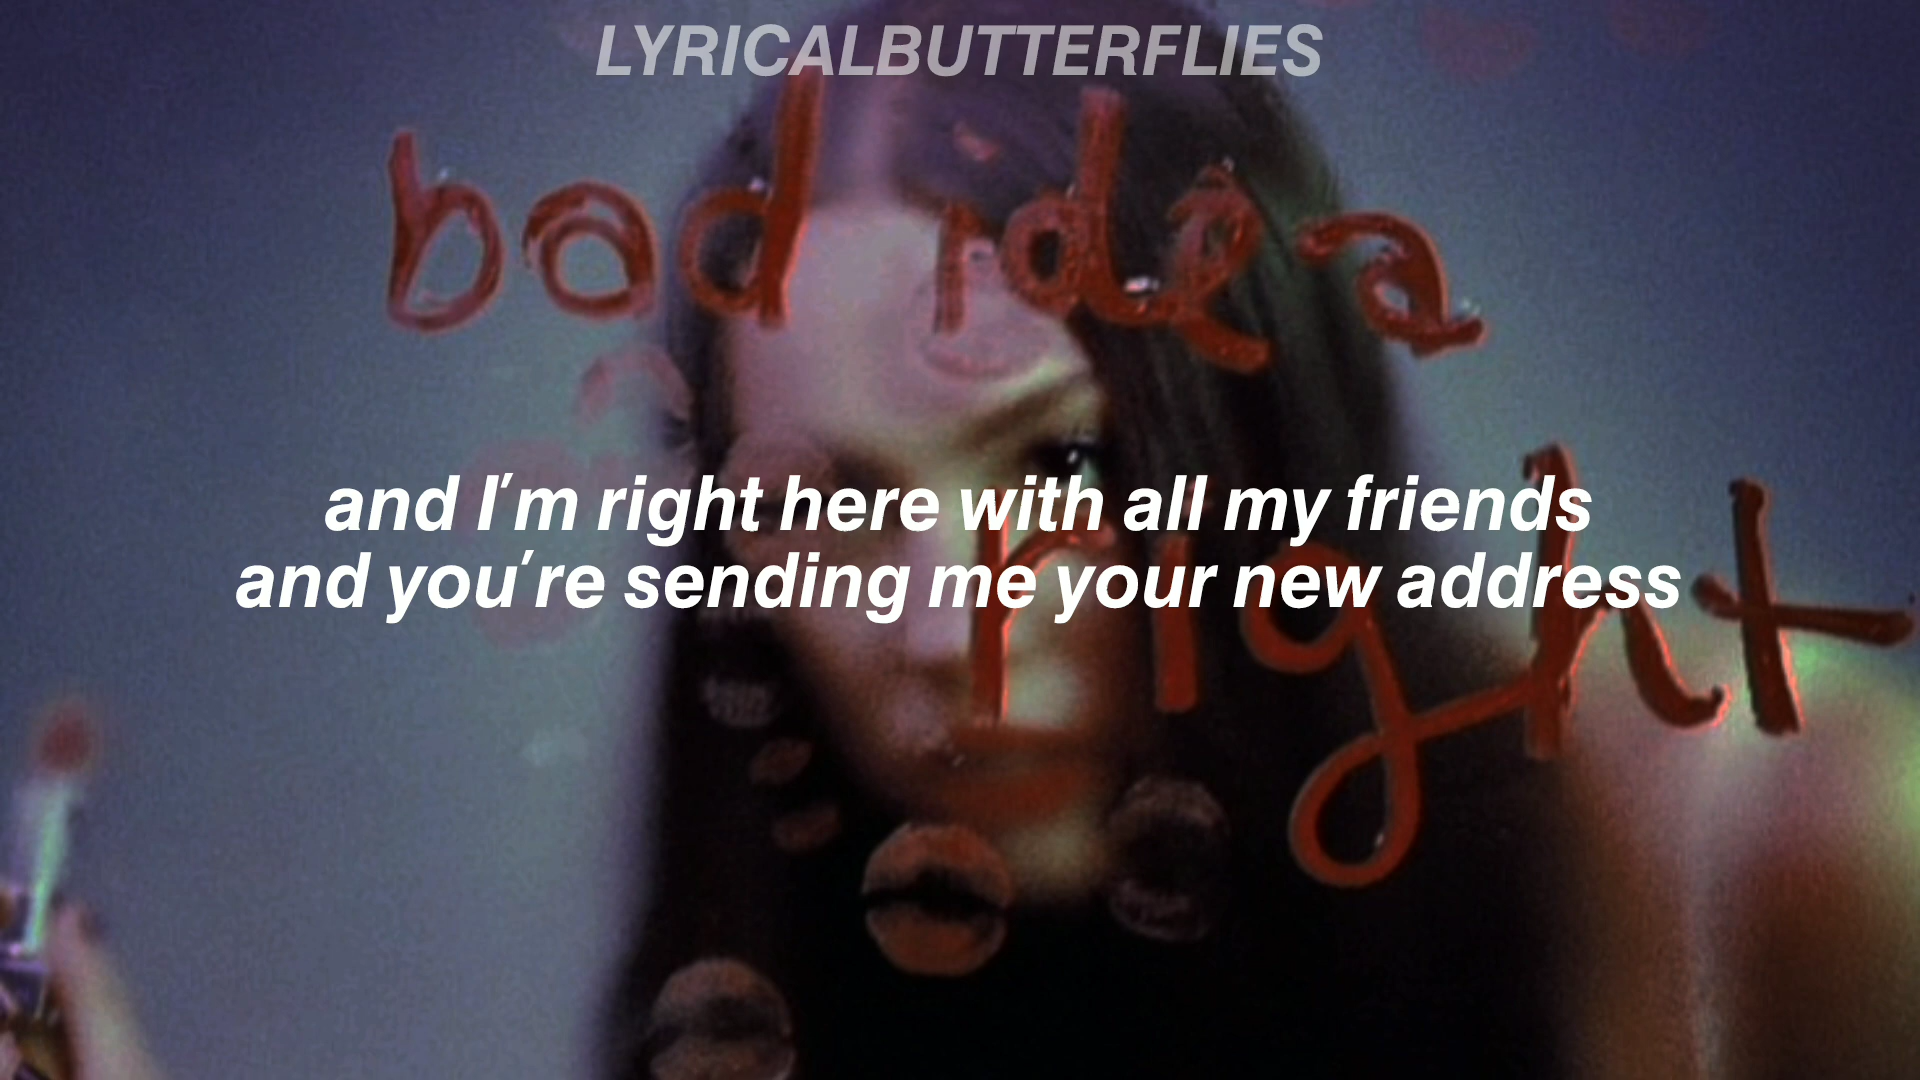 LYRICALBUTTERFLIES
bad idea
and I'm right here with all my friends
and you're sending me your new address
right